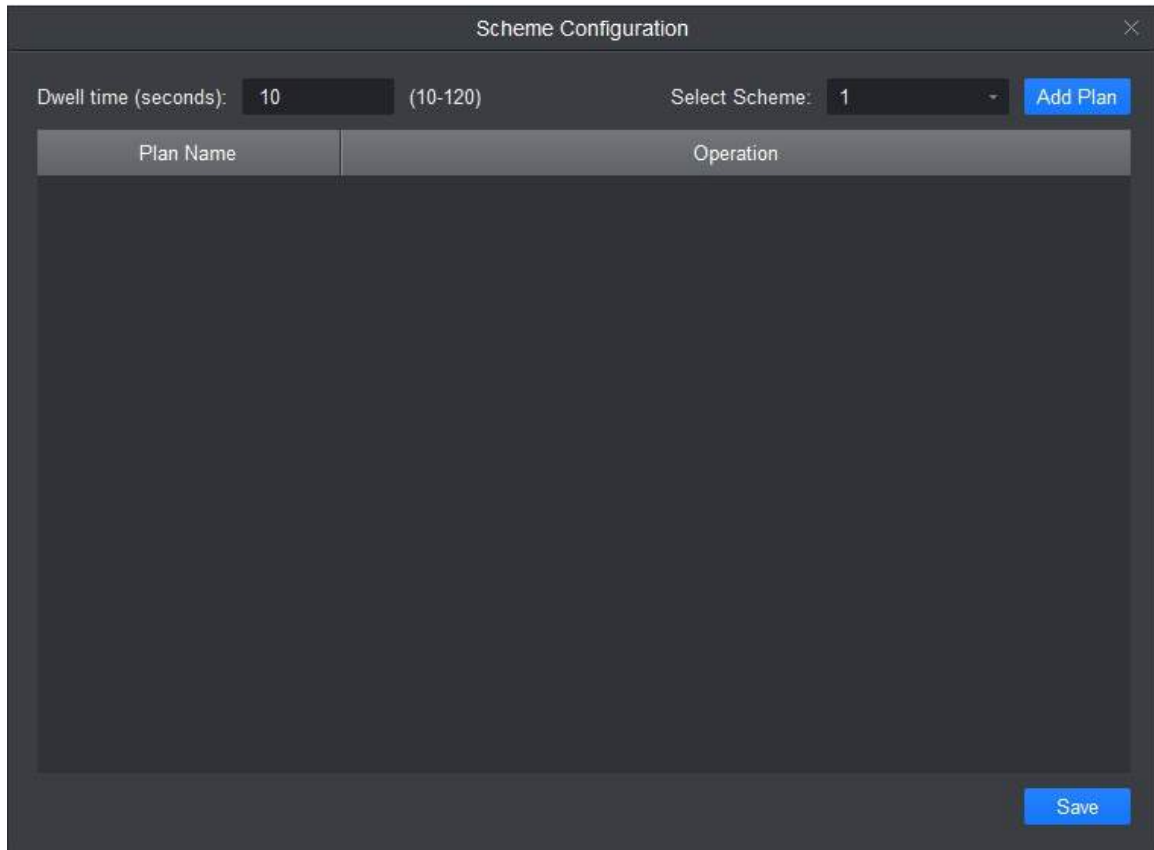 Scheme Configuration
Dwell time (seconds): 10 (10-120) Select Scheme: 1 Add Plan
Plan Name Operation
Save